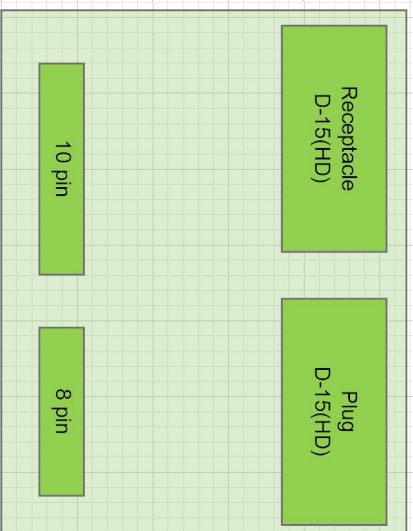 10 pin
Receptacle
D-15(HD)
8 pin
Plug
D-15(HD)